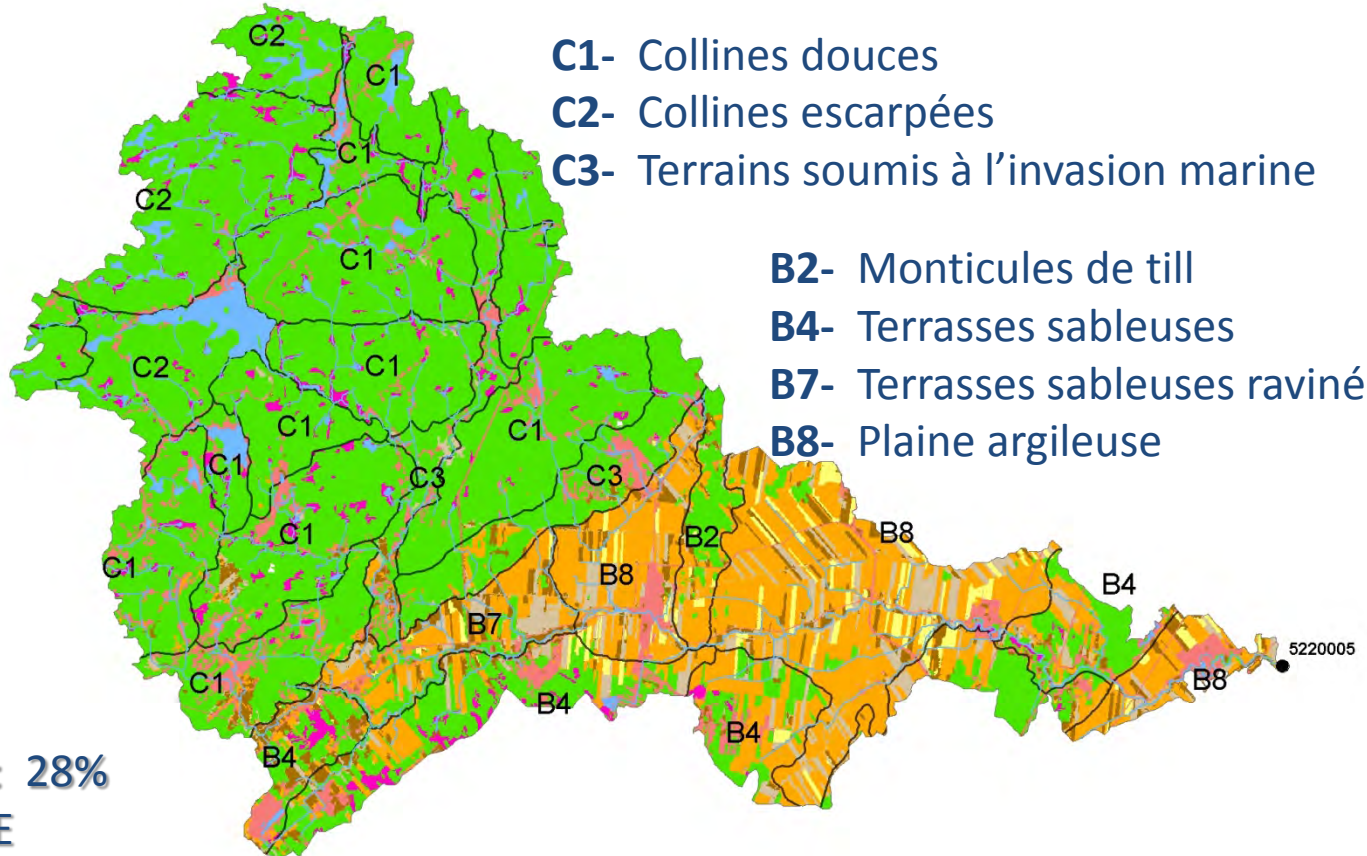 C1- Collines douces
C2- Collines escarpées
C3- Terrains soumis à l’invasion marine
B2- Monticules de till
B4- Terrasses sableuses
B7- Terrasses sableuses raviné
B8- Plaine argileuse
C2
C1
C1
C2
C1
C2
C1
C1
C1
C1
C3
C3
C1
C1
B2
B8
B8
B4
B7
5220005
C1
B8
B4
B4
B4
: 28%
E